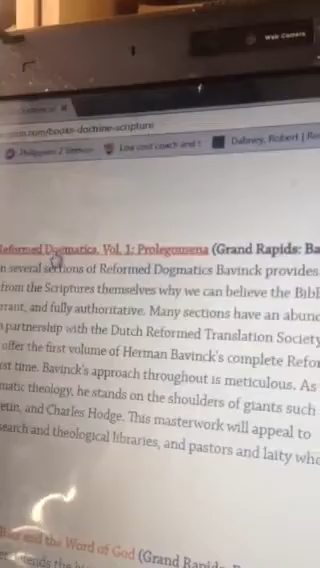 Web Camera
.com/books-doctrine-scripture
Philippians 2 Sermon
Low cost coach and t
Dabney, Robert | Re
Reformed Dogmatics, Vol. 1: Prolegomena (Grand Rapids: Ba
n several sections of Reformed Dogmatics Bavinck provides
from the Scriptures themselves why we can believe the Bibl
rrant, and fully authoritative. Many sections have an abund
partnership with the Dutch Reformed Translation Society
offer the first volume of Herman Bavinck's complete Refor
st time. Bavinck's approach throughout is meticulous. As
matic theology, he stands on the shoulders of giants such
etin, and Charles Hodge. This masterwork will appeal to
search and theological libraries, and pastors and laity who
and the Word of God (Grand Rapids